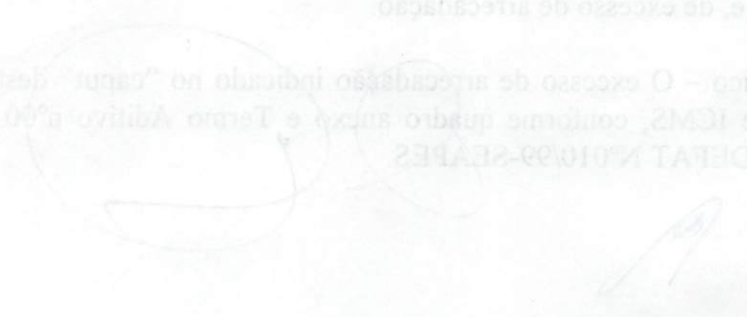 e, de excesso de arrecadação
ico – O excesso de arrecadação indicado no "caput" dest
e ICMS, conforme quadro anexo e Termo Aditivo nº00
DEFAT Nº010/99-SEAPES